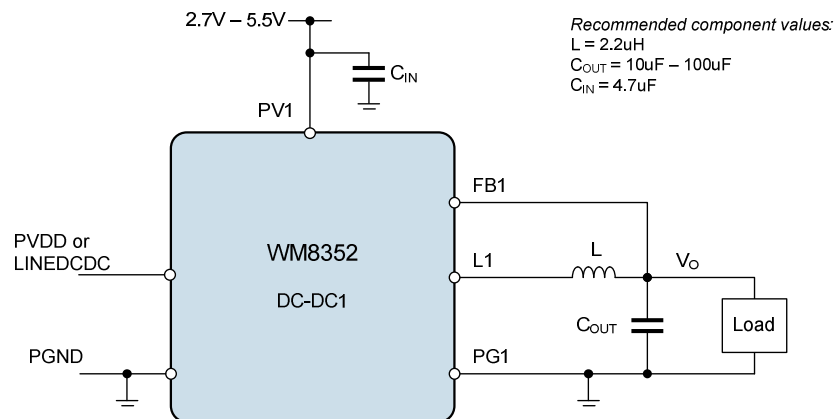 2.7V – 5.5V
Recommended component values:
L = 2.2uH
COUT = 10uF – 100uF
CIN = 4.7uF
CIN
PV1
FB1
PVDD or
LINEDCDC
WM8352
L1
L
VO
DC-DC1
COUT
Load
PGND
PG1